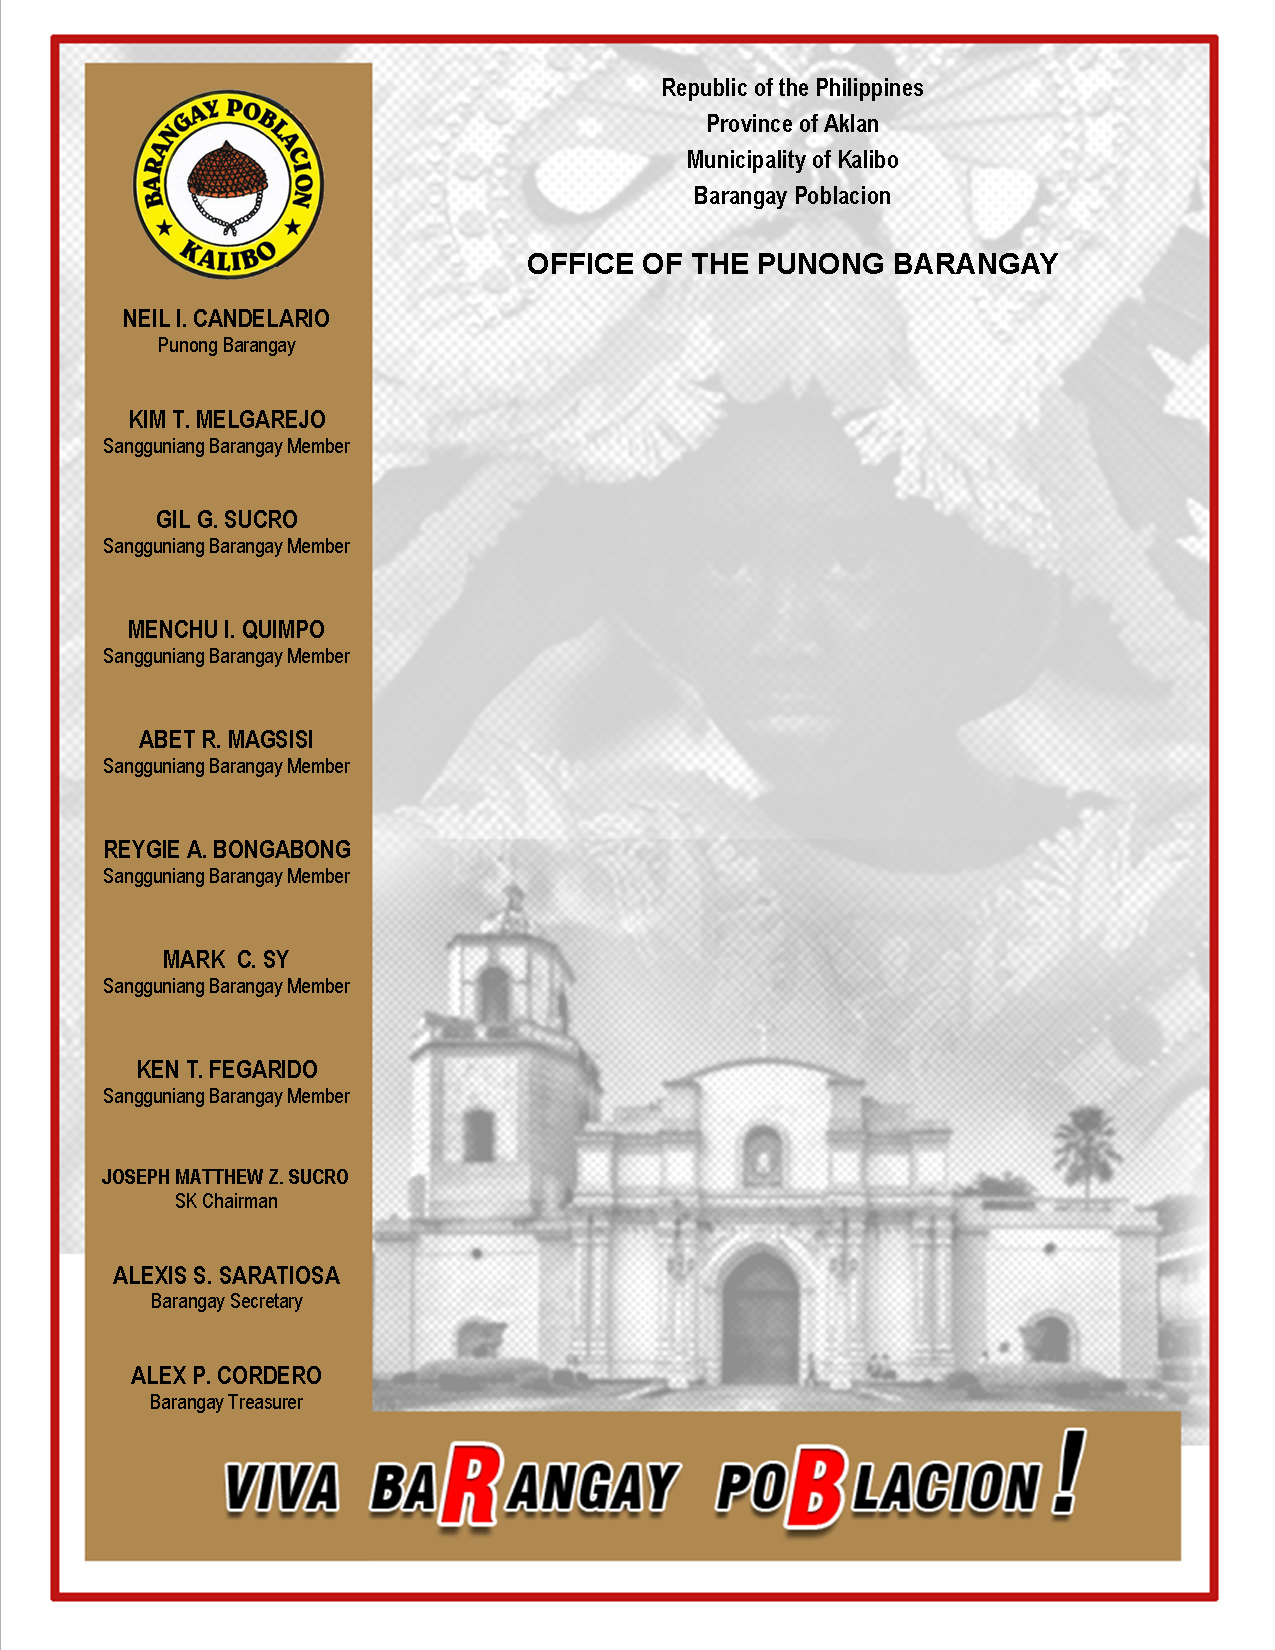 BARANGAY POBLACION
KALIBO
Republic of the Philippines
Province of Aklan
Municipality of Kalibo
Barangay Poblacion
OFFICE OF THE PUNONG BARANGAY
NEIL I. CANDELARIO
Punong Barangay
KIM T. MELGAREJO
Sangguniang Barangay Member
GIL G. SUCRO
Sangguniang Barangay Member
MENCHU I. QUIMPO
Sangguniang Barangay Member
ABET R. MAGSISI
Sangguniang Barangay Member
REYGIE A. BONGABONG
Sangguniang Barangay Member
MARK  C. SY
Sangguniang Barangay Member
KEN T. FEGARIDO
Sangguniang Barangay Member
JOSEPH MATTHEW Z. SUCRO
SK Chairman
ALEXIS S. SARATIOSA
Barangay Secretary
ALEX P. CORDERO
Barangay Treasurer
VIVA BARANGAY POBLACION!